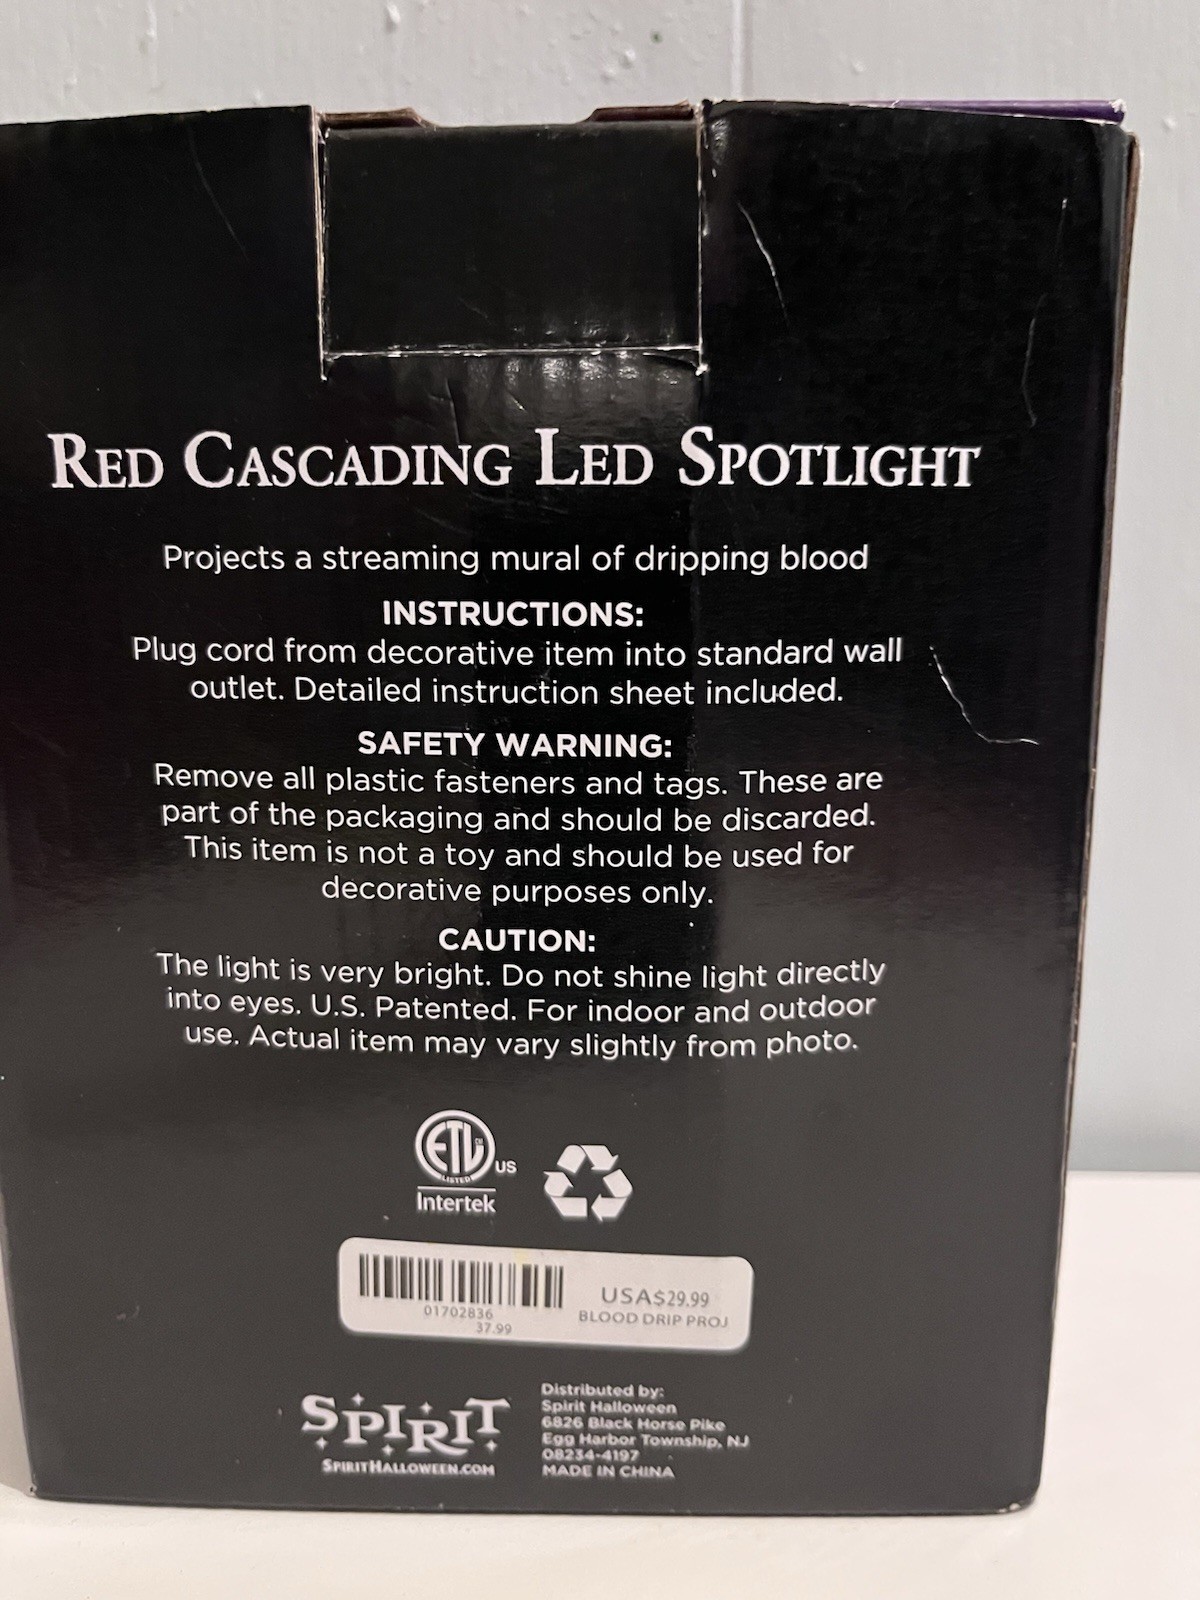 RED CASCADING LED SPOTLIGHT
Projects a streaming mural of dripping blood
INSTRUCTIONS:
Plug cord from decorative item into standard wall
outlet. Detailed instruction sheet included.
SAFETY WARNING:
Remove all plastic fasteners and tags. These are
part of the packaging and should be discarded.
This item is not a toy and should be used for
decorative purposes only.
CAUTION:
The light is very bright. Do not shine light directly
into eyes. U.S. Patented. For indoor and outdoor
use. Actual item may vary slightly from photo.
ETL CM
LISTED
US
Intertek
USA$29.99
01702836
BLOOD DRIP PROJ
37.99
SPIRIT
SPIRITHALLOWEEN.COM
Distributed by:
Spirit Halloween
6826 Black Horse Pike
Egg Harbor Township, NJ
08234-4197
MADE IN CHINA